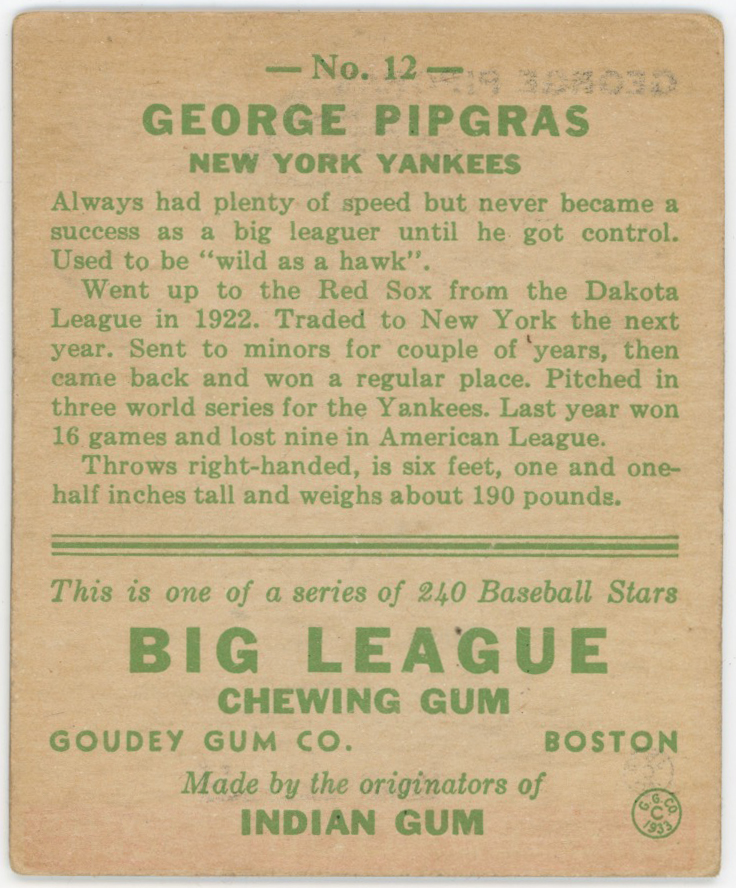 — No. 12 —
GEORGE PIPGRAS
NEW YORK YANKEES
Always had plenty of speed but never became a
success as a big leaguer until he got control.
Used to be "wild as a hawk".
Went up to the Red Sox from the Dakota
League in 1922. Traded to New York the next
year. Sent to minors for couple of years, then
came back and won a regular place. Pitched in
three world series for the Yankees. Last year won
16 games and lost nine in American League.
Throws right-handed, is six feet, one and one-
half inches tall and weighs about 190 pounds.
This is one of a series of 240 Baseball Stars
BIG LEAGUE
CHEWING GUM
GOUDEY GUM CO. BOSTON
Made by the originators of
INDIAN GUM
G. G. CO.
C
1933